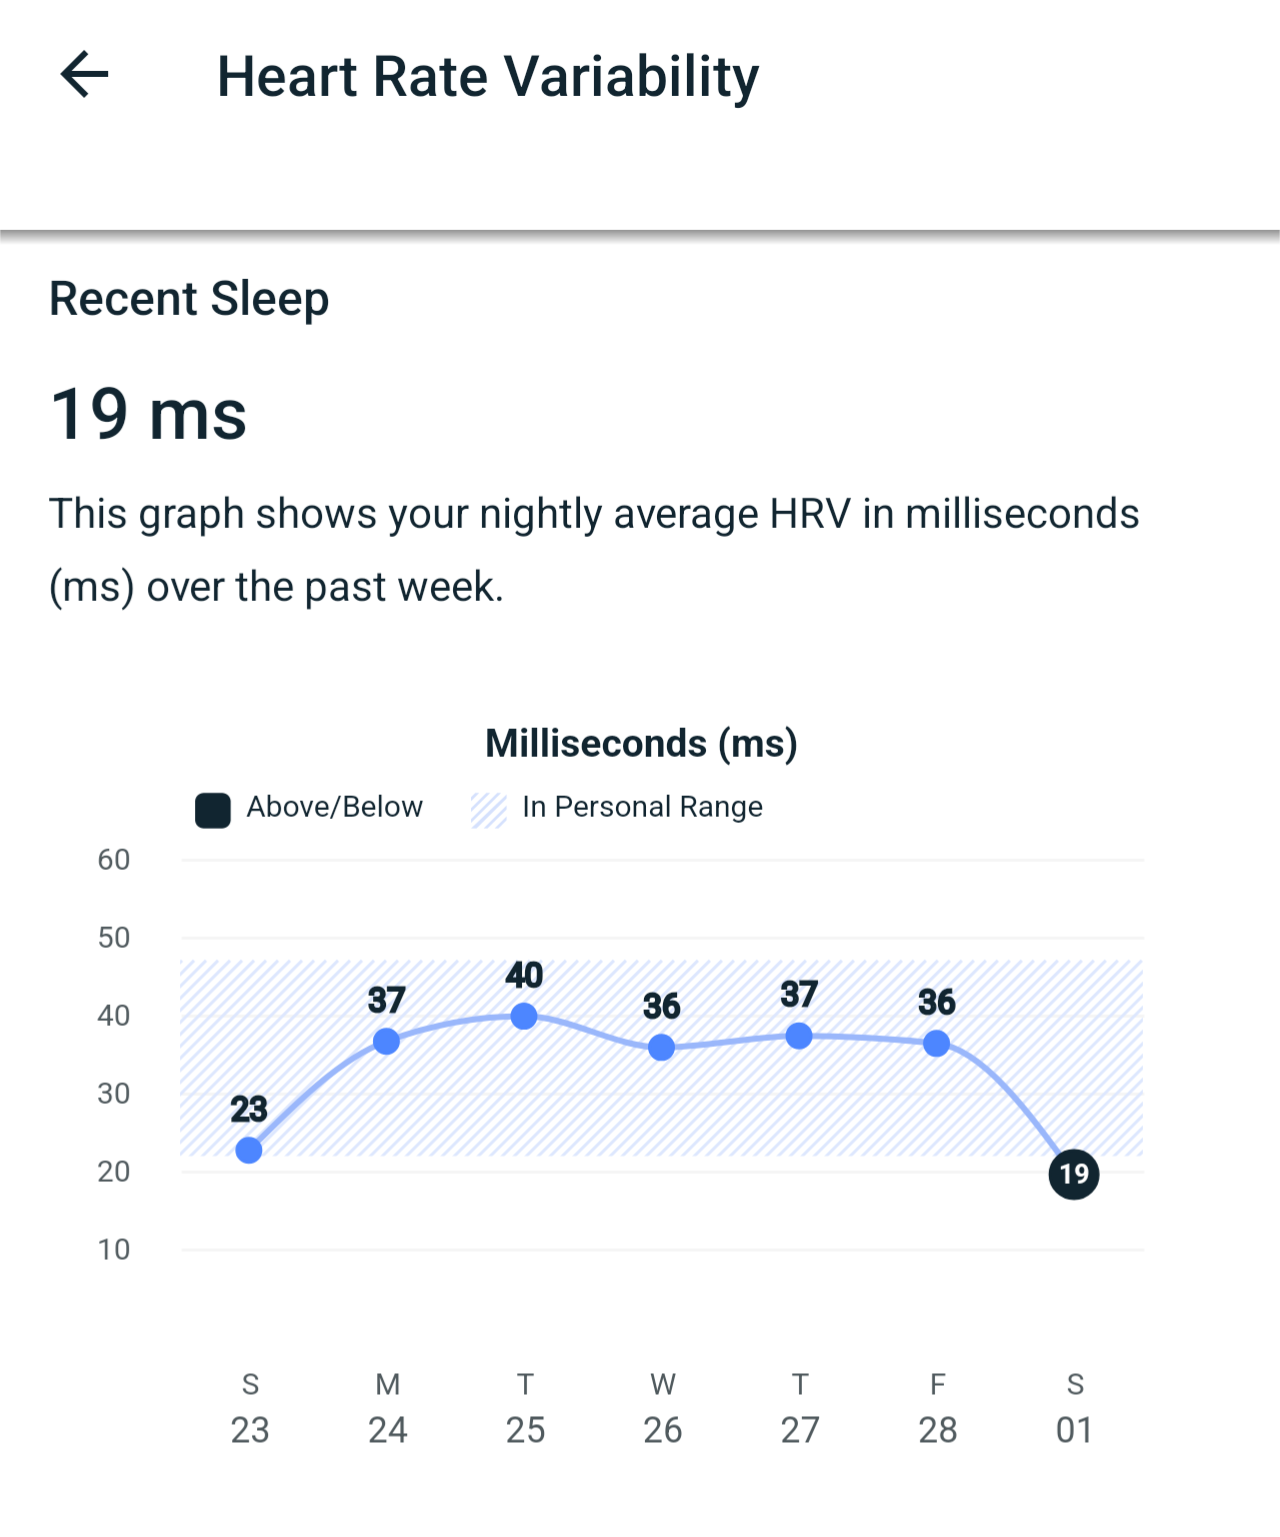 Heart Rate Variability
Recent Sleep
19 ms
This graph shows your nightly average HRV in milliseconds
(ms) over the past week.
Milliseconds (ms)
Above/Below In Personal Range
60
50
40
30
20
10
23 37 40 36 37 36 19
S M T W T F S
23 24 25 26 27 28 01